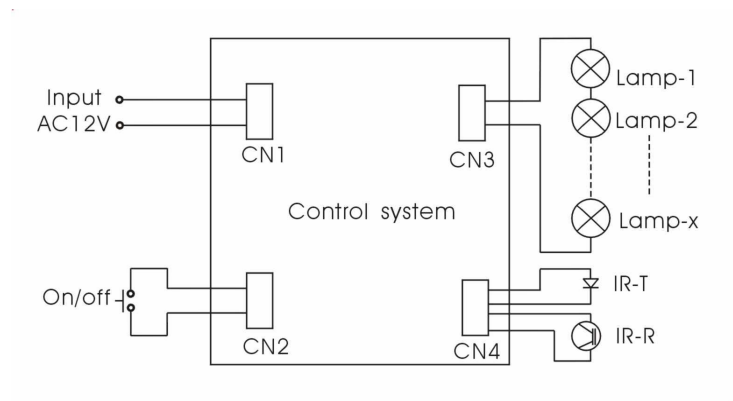 Input
AC12V
CN1
CN3
Lamp-1
Lamp-2
Control system
Lamp-x
On/off
CN2
CN4
IR-T
IR-R